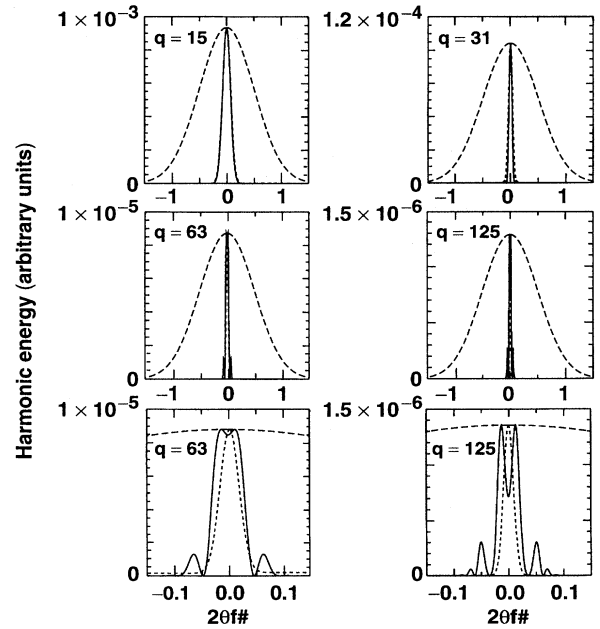 1 × 10⁻³
q = 15
0
−1 0 1
1.2 × 10⁻⁴
q = 31
0
−1 0 1
1 × 10⁻⁵
q = 63
0
−1 0 1
1.5 × 10⁻⁶
q = 125
0
−1 0 1
1 × 10⁻⁵
q = 63
0
−0.1 0.0 0.1
2θf#
1.5 × 10⁻⁶
q = 125
0
−0.1 0.0 0.1
2θf#
Harmonic energy (arbitrary units)